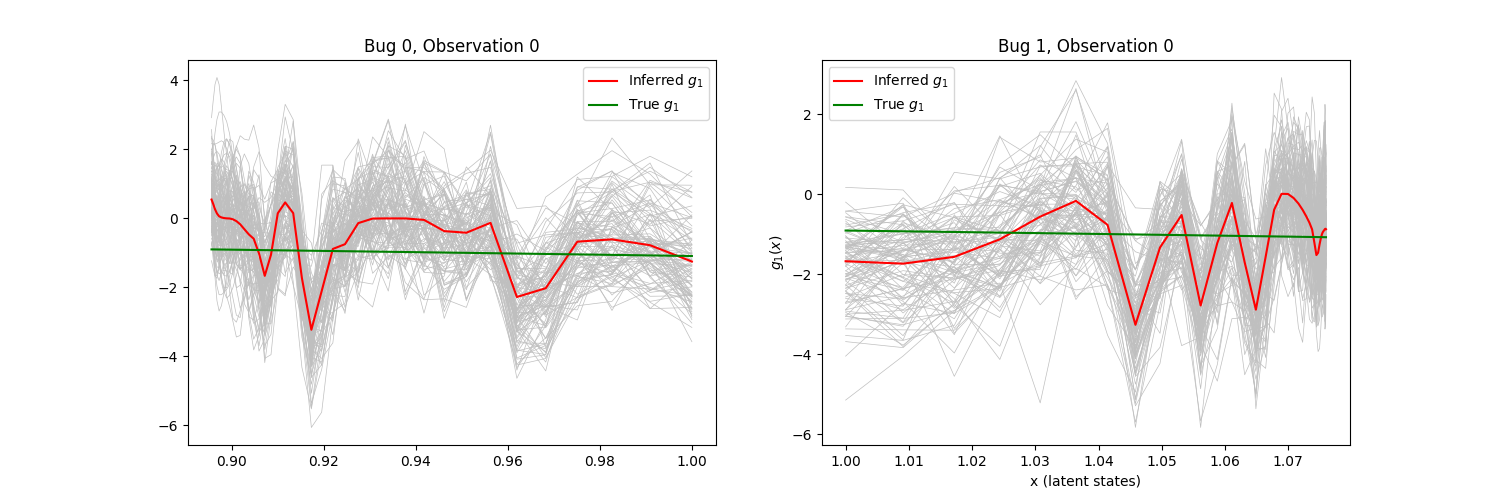 Bug 0, Observation 0
Inferred g₁
True g₁
4
2
0
−2
−4
−6
0.90 0.92 0.94 0.96 0.98 1.00
Bug 1, Observation 0
Inferred g₁
True g₁
g₁(x)
2
0
−2
−4
−6
1.00 1.01 1.02 1.03 1.04 1.05 1.06 1.07
x (latent states)